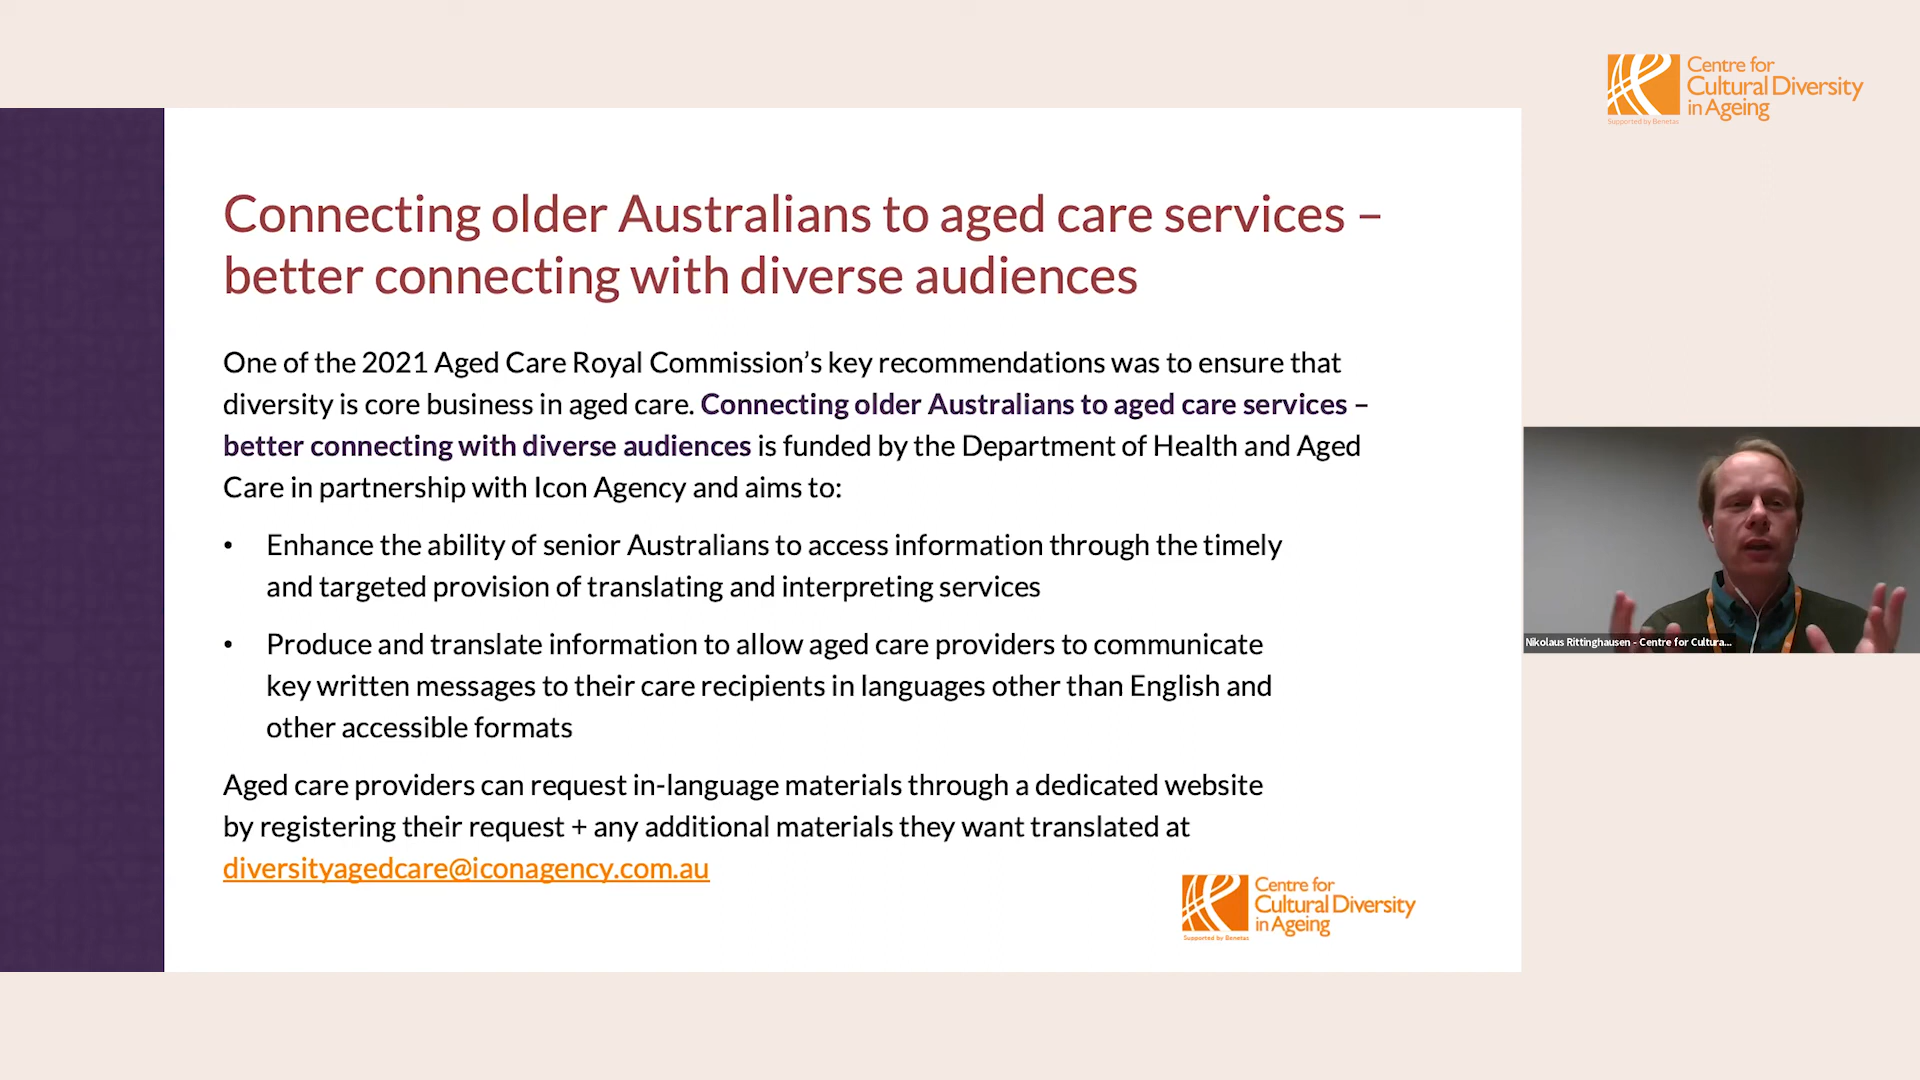 Centre for
Cultural Diversity
in Ageing
Supported by Benetas
Connecting older Australians to aged care services –
better connecting with diverse audiences
One of the 2021 Aged Care Royal Commission’s key recommendations was to ensure that
diversity is core business in aged care. Connecting older Australians to aged care services –
better connecting with diverse audiences is funded by the Department of Health and Aged
Care in partnership with Icon Agency and aims to:
• Enhance the ability of senior Australians to access information through the timely
and targeted provision of translating and interpreting services
• Produce and translate information to allow aged care providers to communicate
key written messages to their care recipients in languages other than English and
other accessible formats
Aged care providers can request in-language materials through a dedicated website
by registering their request + any additional materials they want translated at
diversityagedcare@iconagency.com.au
Centre for
Cultural Diversity
in Ageing
Supported by Benetas
Nikolaus Rittinghausen - Centre for Cultura...